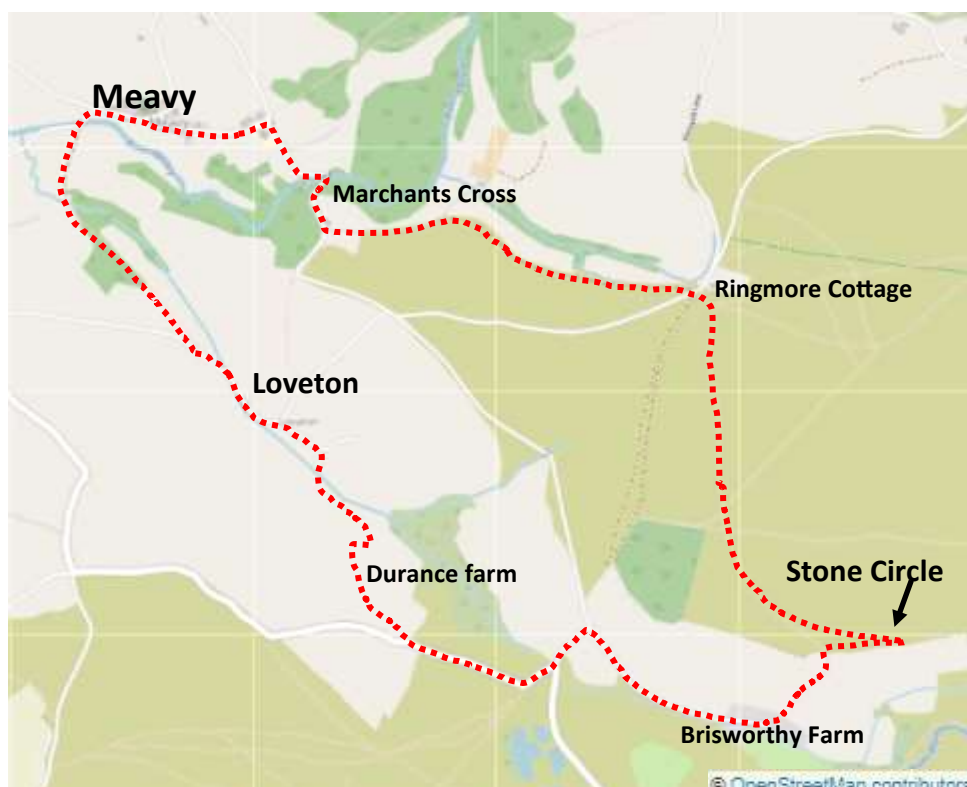 Meavy
Marchants Cross
Ringmore Cottage
Loveton
Durance farm
Stone Circle
Brisworthy Farm
© OpenStreetMap contributors